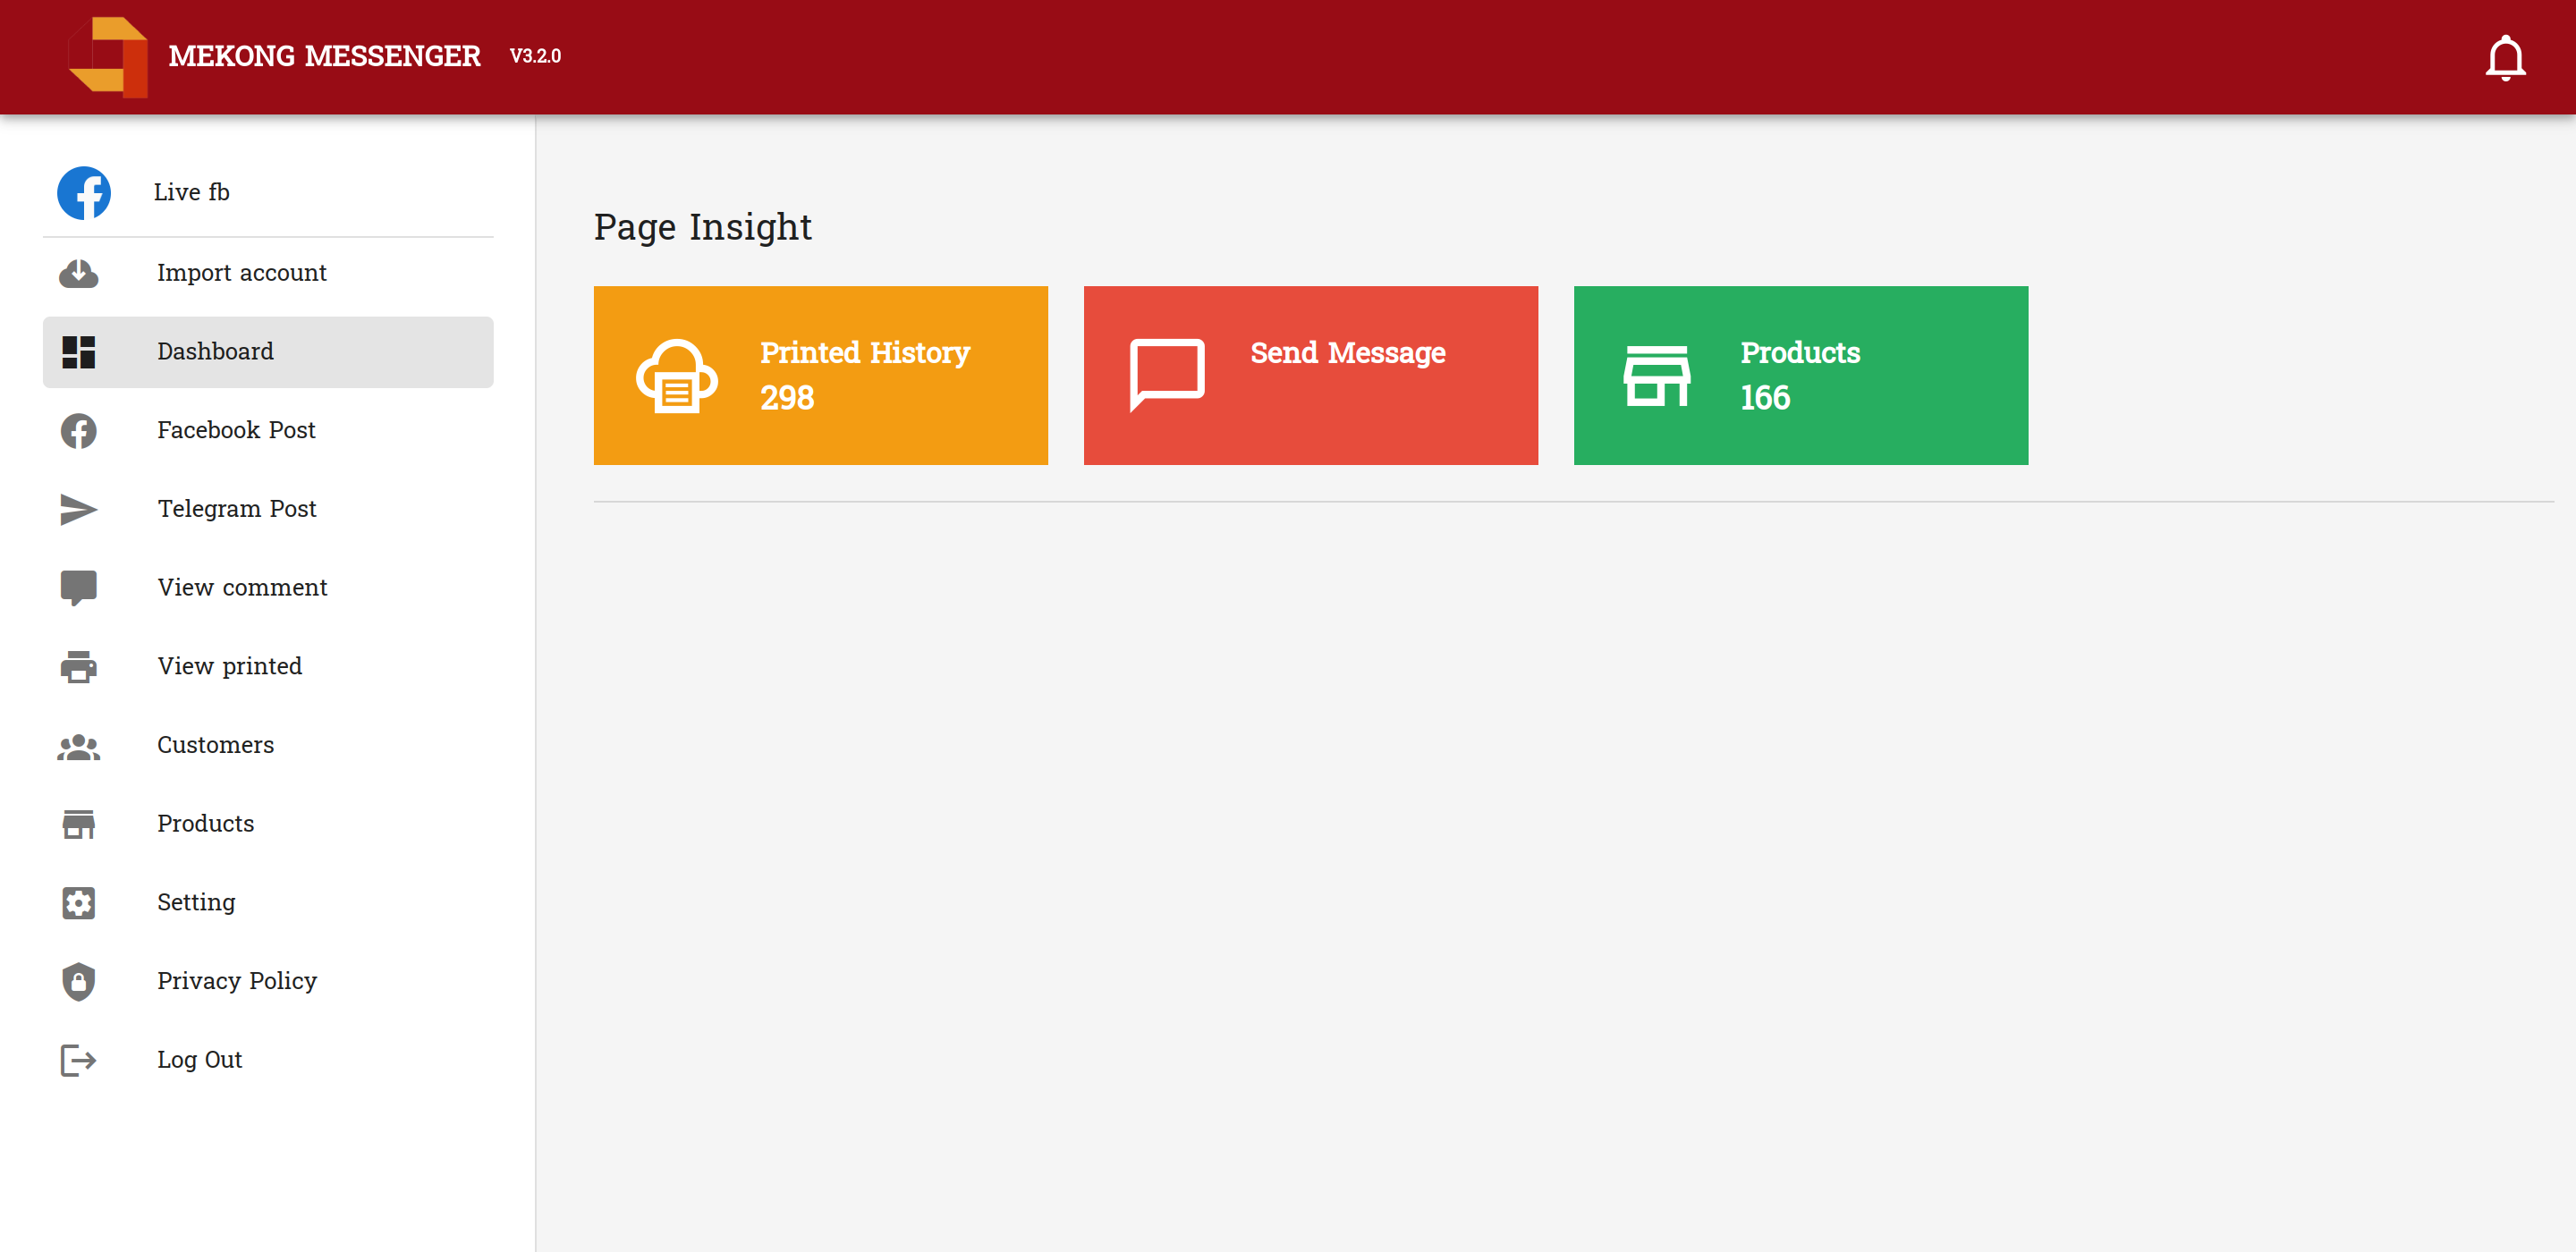 MEKONG MESSENGER V3.2.0
Live fb
Import account
Dashboard
Facebook Post
Telegram Post
View comment
View printed
Customers
Products
Setting
Privacy Policy
Log Out
Page Insight
Printed History
298
Send Message
Products
166